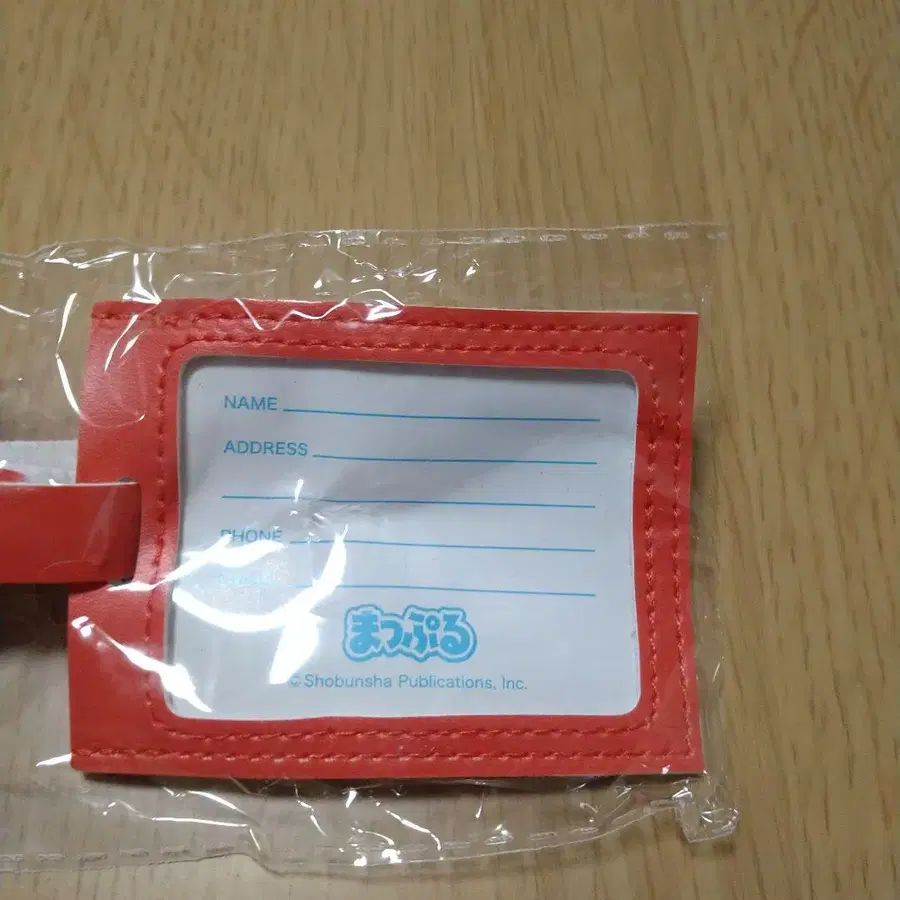 NAME
ADDRESS
PHONE
まっぷる
©Shobunsha Publications, Inc.